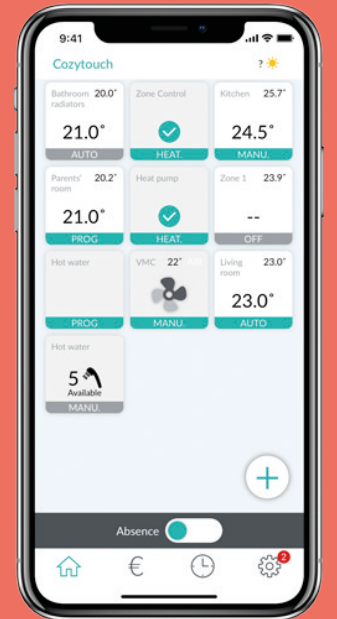 9:41
Cozytouch ?
Bathroom radiators 20.0°
21.0°
AUTO
Zone Control
HEAT.
Kitchen 25.7°
24.5°
MANU.
Parents' room 20.2°
21.0°
PROG
Heat pump
HEAT.
Zone 1 23.9°
--
OFF
Hot water
PROG
VMC 22°
MANU.
Living room 23.0°
23.0°
AUTO
Hot water
5
Available
MANU.
Absence
€
2